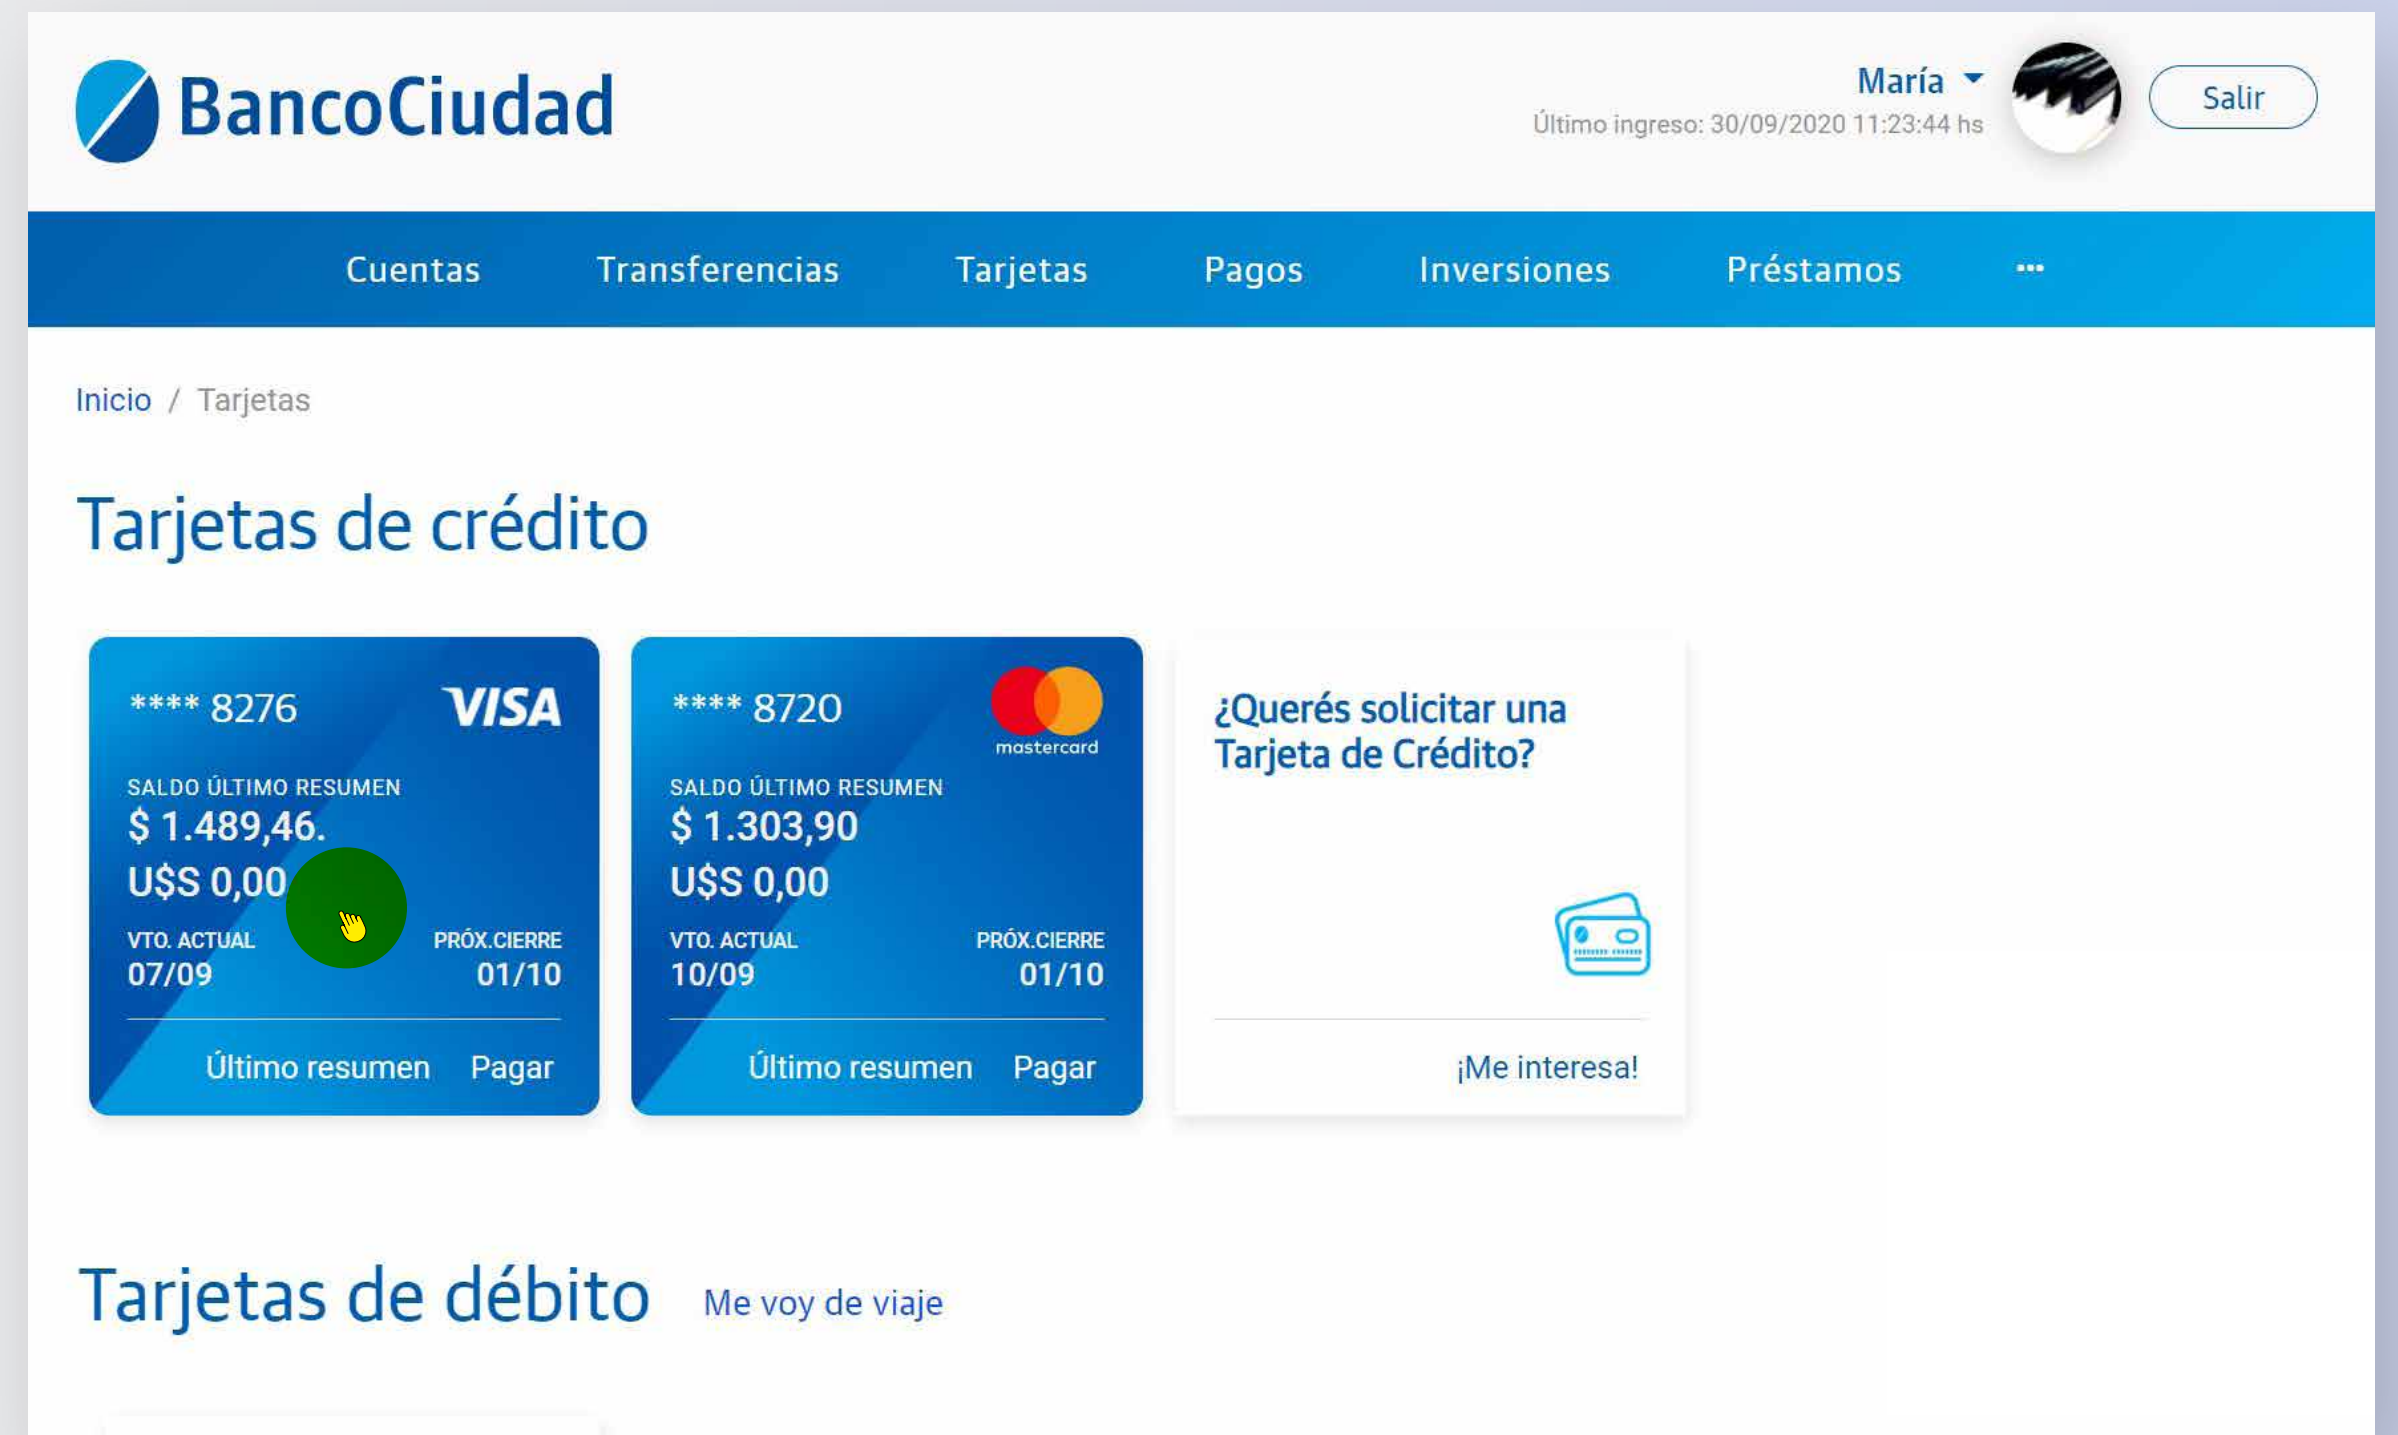 BancoCiudad
María
Último ingreso: 30/09/2020 11:23:44 hs
Salir
Cuentas Transferencias Tarjetas Pagos Inversiones Préstamos ...
Inicio / Tarjetas
Tarjetas de crédito
**** 8276 VISA
SALDO ÚLTIMO RESUMEN
$ 1.489,46.
U$S 0,00
VTO. ACTUAL PRÓX.CIERRE
07/09 01/10
Último resumen Pagar
**** 8720
mastercard
SALDO ÚLTIMO RESUMEN
$ 1.303,90
U$S 0,00
VTO. ACTUAL PRÓX.CIERRE
10/09 01/10
Último resumen Pagar
¿Querés solicitar una
Tarjeta de Crédito?
¡Me interesa!
Tarjetas de débito Me voy de viaje